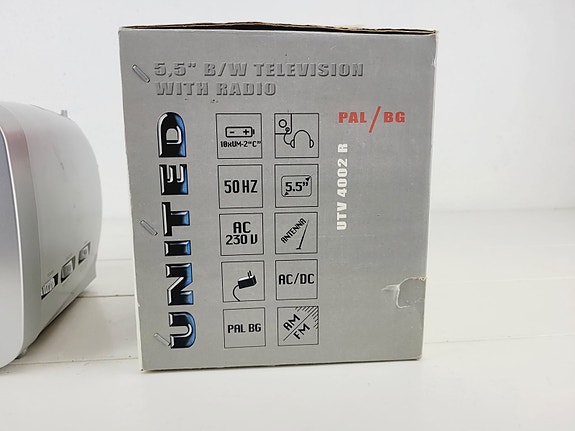 5,5" B/W TELEVISION
WITH RADIO
PAL/BG
UNITED
UTV 4002 R
- +
10xUM-2"C"
50 HZ
5.5"
AC
230 V
ANTENNA
AC/DC
PAL BG
AM
FM